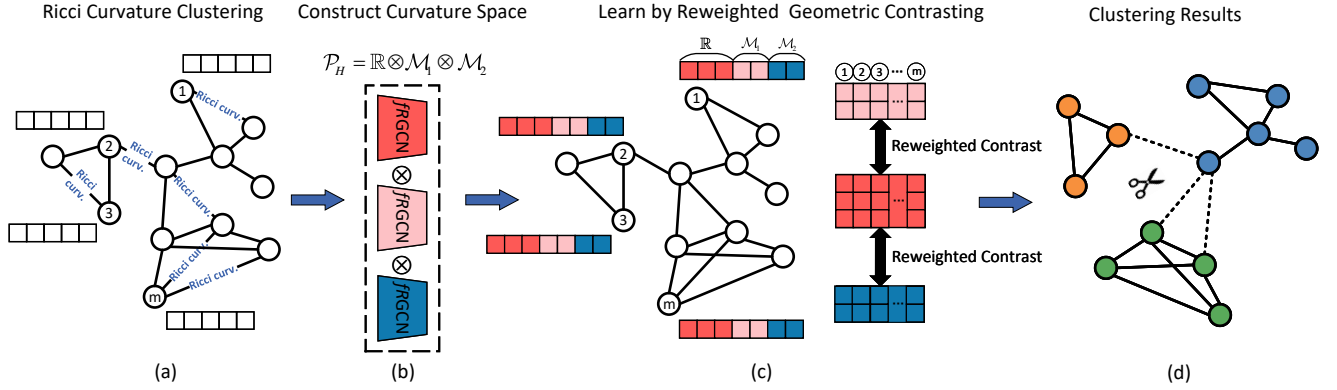 Ricci Curvature Clustering
Construct Curvature Space
Learn by Reweighted Geometric Contrasting
Clustering Results
1
2
3
m
Ricci curv.
Ricci curv.
Ricci curv.
Ricci curv.
Ricci curv.
Ricci curv.
(a)
𝒫_H = ℝ ⊗ ℳ_1 ⊗ ℳ_2
fRGCN
⊗
fRGCN
⊗
fRGCN
(b)
ℝ ℳ_1 ℳ_2
1
2
3
m
1 2 3 ··· m
...
Reweighted Contrast
...
Reweighted Contrast
...
(c)
(d)